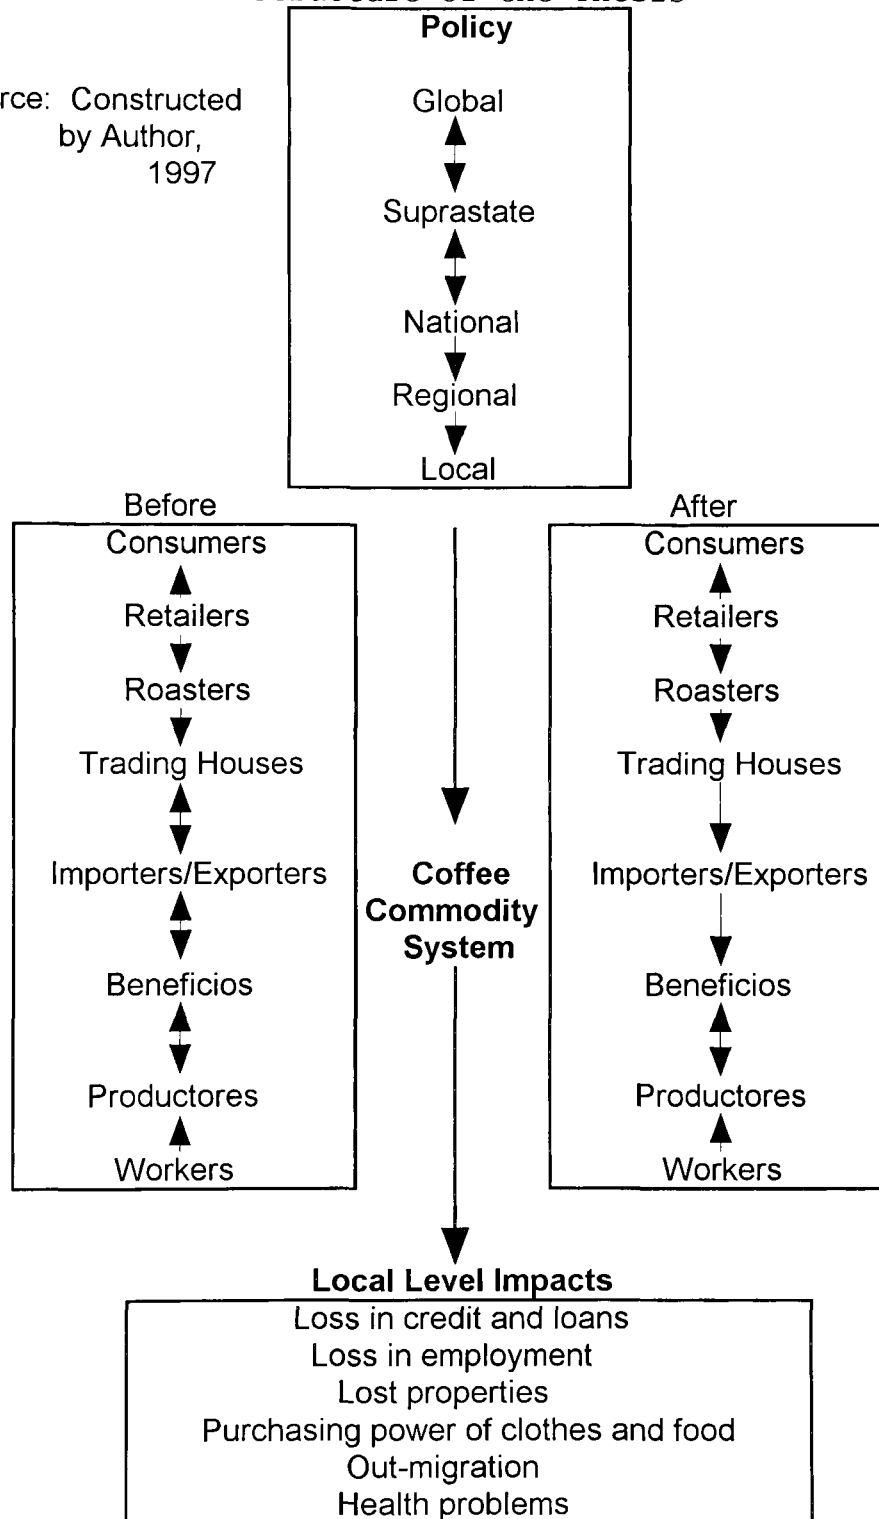 Policy
rce: Constructed
by Author,
1997
Global
Suprastate
National
Regional
Local
Before
Consumers
Retailers
Roasters
Trading Houses
Importers/Exporters
Beneficios
Productores
Workers
Coffee
Commodity
System
After
Consumers
Retailers
Roasters
Trading Houses
Importers/Exporters
Beneficios
Productores
Workers
Local Level Impacts
Loss in credit and loans
Loss in employment
Lost properties
Purchasing power of clothes and food
Out-migration
Health problems